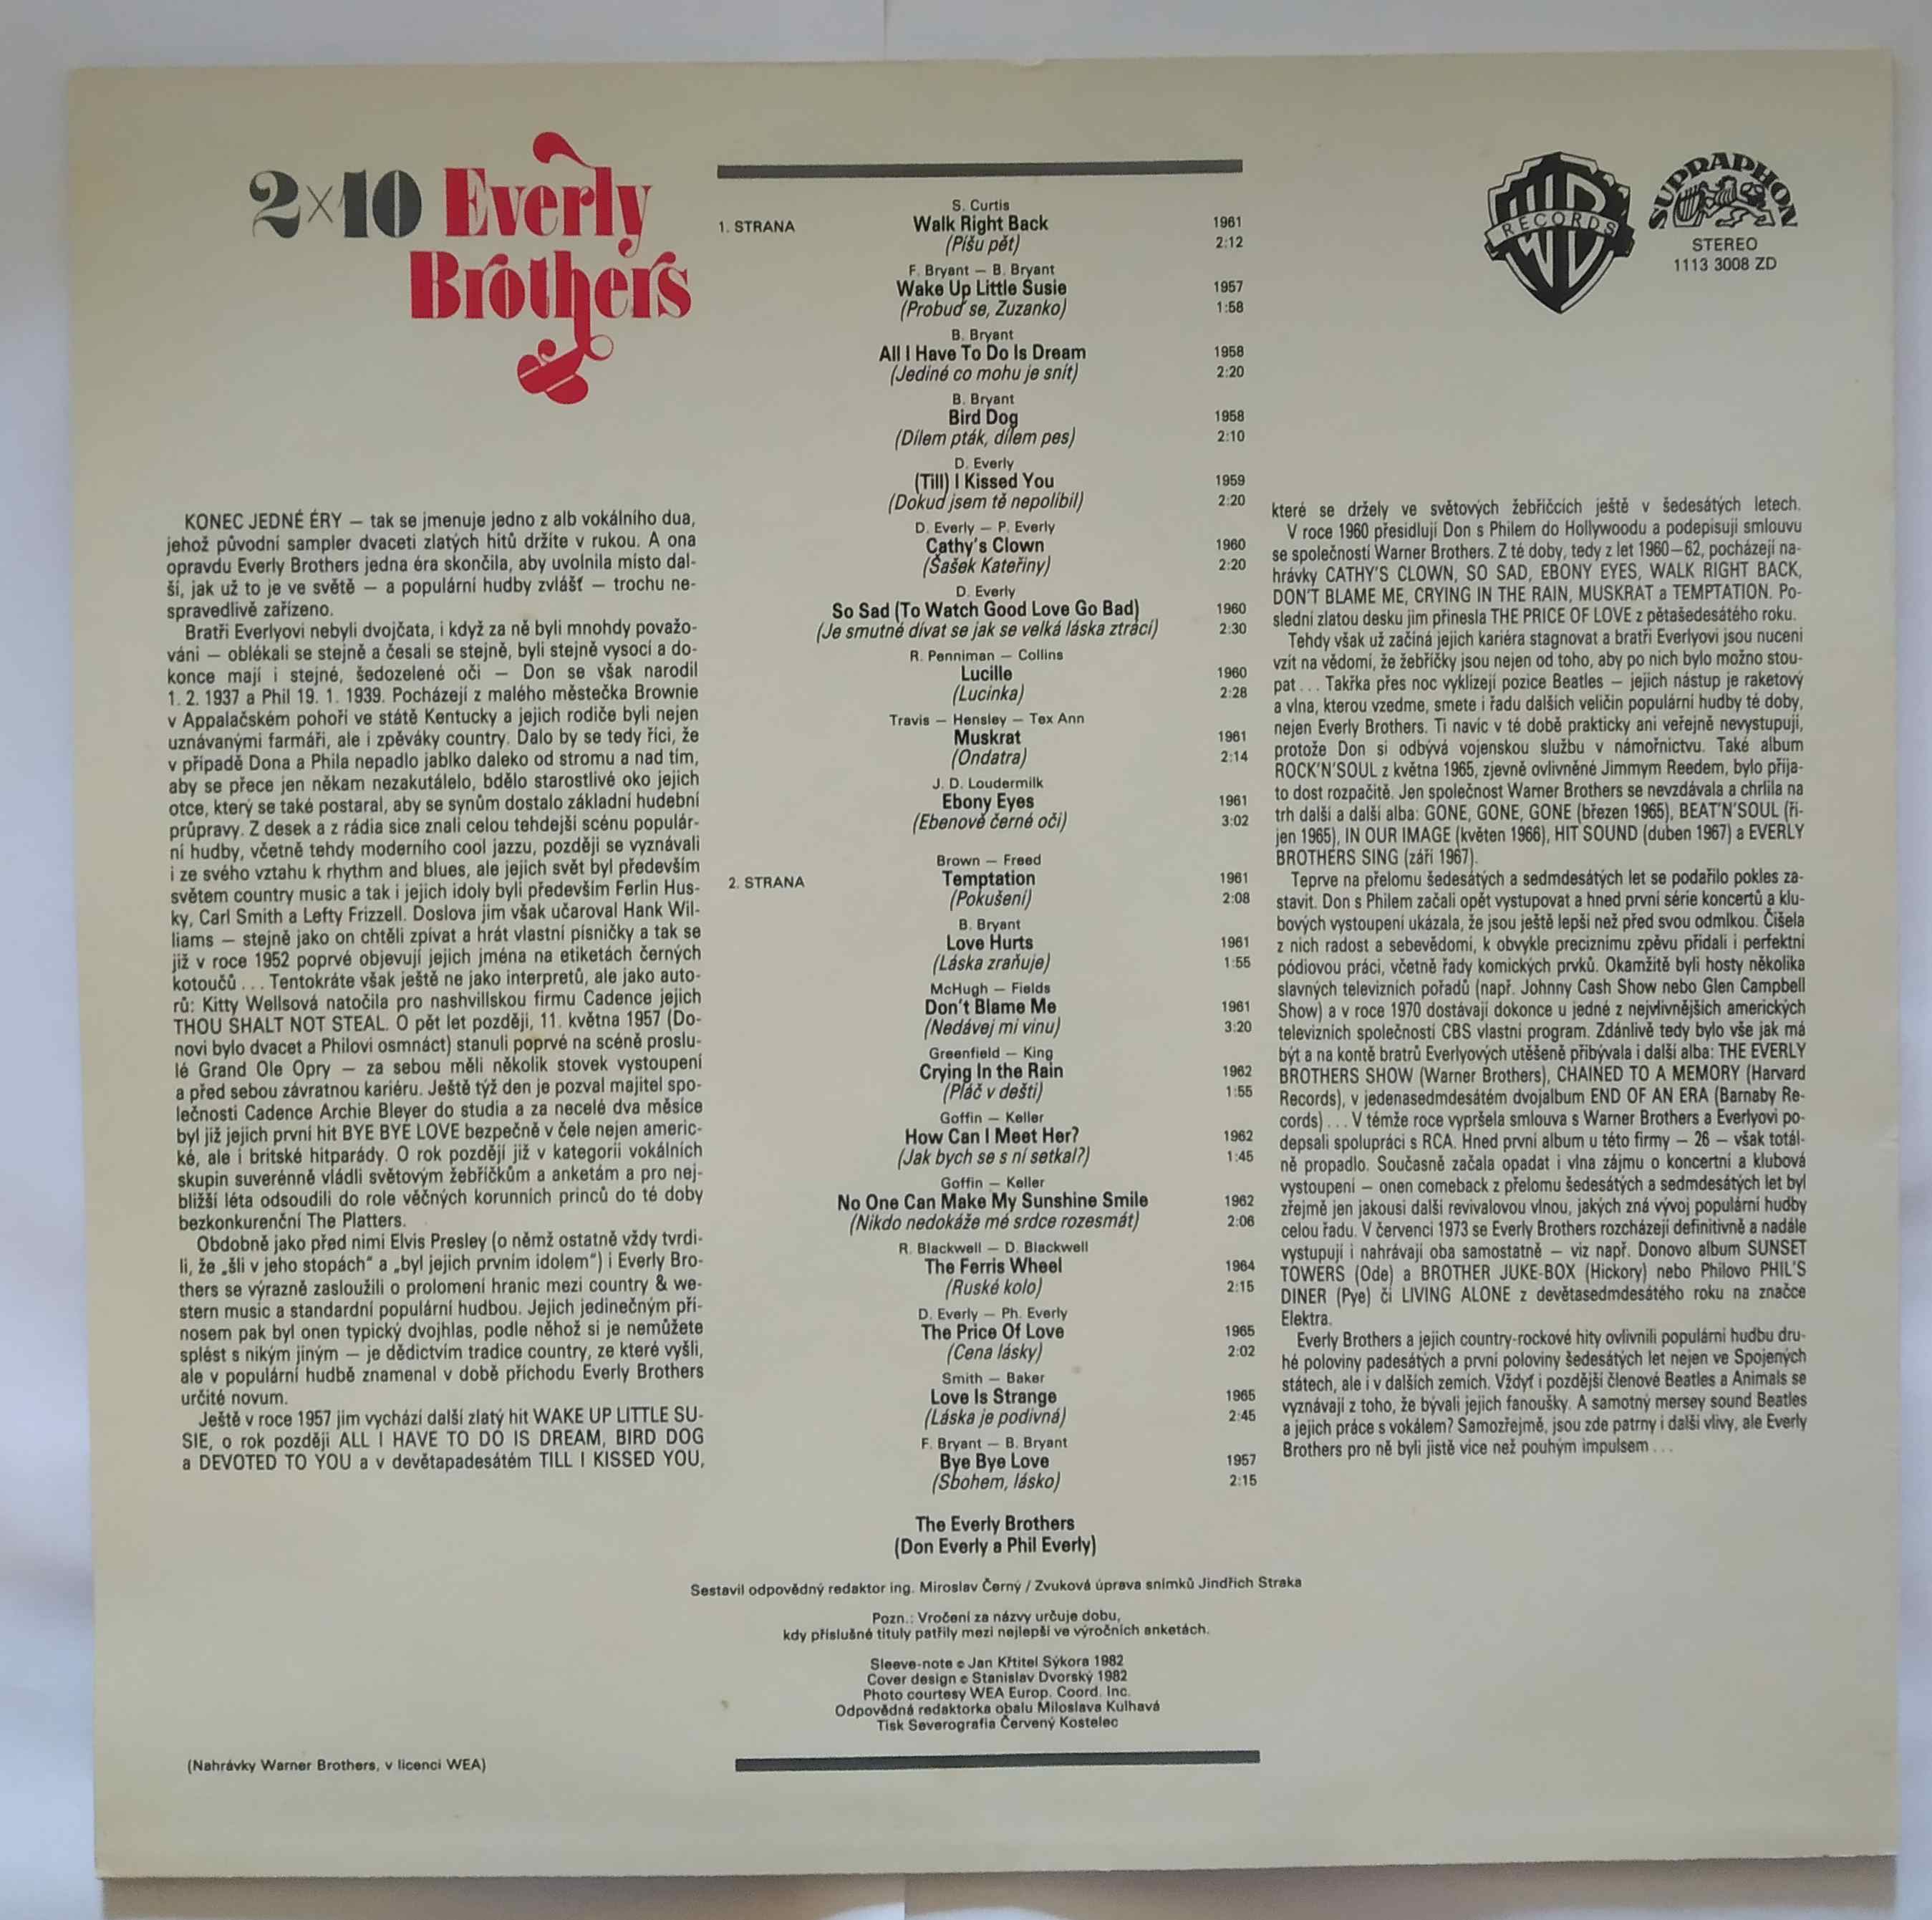 2×10 Everly
Brothers
WB
RECORDS
SUPRAPHON
STEREO
1113 3008 ZD
1. STRANA
S. Curtis
Walk Right Back 1961
(Píšu pět) 2:12
F. Bryant — B. Bryant
Wake Up Little Susie 1957
(Probuď se, Zuzanko) 1:58
B. Bryant
All I Have To Do Is Dream 1958
(Jediné co mohu je snít) 2:20
B. Bryant
Bird Dog 1958
(Dílem pták, dílem pes) 2:10
D. Everly
(Till) I Kissed You 1959
(Dokud jsem tě nepolíbil) 2:20
D. Everly — P. Everly
Cathy's Clown 1960
(Šašek Kateřiny) 2:20
D. Everly
So Sad (To Watch Good Love Go Bad) 1960
(Je smutné dívat se jak se velká láska ztrácí) 2:30
R. Penniman — Collins
Lucille 1960
(Lucinka) 2:28
Travis — Hensley — Tex Ann
Muskrat 1961
(Ondatra) 2:14
J. D. Loudermilk
Ebony Eyes 1961
(Ebenově černé oči) 3:02
2. STRANA
Brown — Freed
Temptation 1961
(Pokušení) 2:08
B. Bryant
Love Hurts 1961
(Láska zraňuje) 1:55
McHugh — Fields
Don't Blame Me 1961
(Nedávej mi vinu) 3:20
Greenfield — King
Crying In the Rain 1962
(Pláč v dešti) 1:55
Goffin — Keller
How Can I Meet Her? 1962
(Jak bych se s ní setkal?) 1:45
Goffin — Keller
No One Can Make My Sunshine Smile 1962
(Nikdo nedokáže mé srdce rozesmát) 2:06
R. Blackwell — D. Blackwell
The Ferris Wheel 1964
(Ruské kolo) 2:15
D. Everly — Ph. Everly
The Price Of Love 1965
(Cena lásky) 2:02
Smith — Baker
Love Is Strange 1965
(Láska je podivná) 2:45
F. Bryant — B. Bryant
Bye Bye Love 1957
(Sbohem, lásko) 2:15
The Everly Brothers
(Don Everly a Phil Everly)
KONEC JEDNÉ ÉRY — tak se jmenuje jedno z alb vokálního dua,
jehož původní sampler dvaceti zlatých hitů držíte v rukou. A ona
opravdu Everly Brothers jedna éra skončila, aby uvolnila místo dal-
ší, jak už to je ve světě — a populární hudby zvlášť — trochu ne-
spravedlivě zařízeno.
Bratři Everlyovi nebyli dvojčata, i když za ně byli mnohdy považo-
váni — oblékali se stejně a česali se stejně, byli stejně vysocí a do-
konce mají i stejné, šedozelené oči — Don se však narodil
1. 2. 1937 a Phil 19. 1. 1939. Pocházejí z malého městečka Brownie
v Appalačském pohoří ve státě Kentucky a jejich rodiče byli nejen
uznávanými farmáři, ale i zpěváky country. Dalo by se tedy říci, že
v případě Dona a Phila nepadlo jablko daleko od stromu a nad tím,
aby se přece jen někam nezakutálelo, bdělo starostlivé oko jejich
otce, který se také postaral, aby se synům dostalo základní hudební
průpravy. Z desek a z rádia sice znali celou tehdejší scénu populár-
ní hudby, včetně tehdy moderního cool jazzu, později se vyznávali
i ze svého vztahu k rhythm and blues, ale jejich svět byl především
světem country music a tak i jejich idoly byli především Ferlin Hus-
ky, Carl Smith a Lefty Frizzell. Doslova jim však učaroval Hank Wil-
liams — stejně jako on chtěli zpívat a hrát vlastní písničky a tak se
již v roce 1952 poprvé objevují jejich jména na etiketách černých
kotoučů ... Tentokráte však ještě ne jako interpretů, ale jako auto-
rů: Kitty Wellsová natočila pro nashvillskou firmu Cadence jejich
THOU SHALT NOT STEAL. O pět let později, 11. května 1957 (Do-
novi bylo dvacet a Philovi osmnáct) stanuli poprvé na scéně proslu-
lé Grand Ole Opry — za sebou měli několik stovek vystoupení
a před sebou závratnou kariéru. Ještě týž den je pozval majitel spo-
lečnosti Cadence Archie Bleyer do studia a za necelé dva měsíce
byl již jejich první hit BYE BYE LOVE bezpečně v čele nejen americ-
ké, ale i britské hitparády. O rok později již v kategorii vokálních
skupin suverénně vládli světovým žebříčkům a anketám a pro nej-
bližší léta odsoudili do role věčných korunních princů do té doby
bezkonkurenční The Platters.
Obdobně jako před nimi Elvis Presley (o němž ostatně vždy tvrdi-
li, že „šli v jeho stopách" a „byl jejich prvním idolem") i Everly Bro-
thers se výrazně zasloužili o prolomení hranic mezi country & we-
stern music a standardní populární hudbou. Jejich jedinečným pří-
nosem pak byl onen typický dvojhlas, podle něhož si je nemůžete
splést s nikým jiným — je dědictvím tradice country, ze které vyšli,
ale v populární hudbě znamenal v době příchodu Everly Brothers
určité novum.
Ještě v roce 1957 jim vychází další zlatý hit WAKE UP LITTLE SU-
SIE, o rok později ALL I HAVE TO DO IS DREAM, BIRD DOG
a DEVOTED TO YOU a v devětapadesátém TILL I KISSED YOU,
které se držely ve světových žebříčcích ještě v šedesátých letech.
V roce 1960 přesídlují Don s Philem do Hollywoodu a podepisují smlouvu
se společností Warner Brothers. Z té doby, tedy z let 1960—62, pocházejí na-
hrávky CATHY'S CLOWN, SO SAD, EBONY EYES, WALK RIGHT BACK,
DON'T BLAME ME, CRYING IN THE RAIN, MUSKRAT a TEMPTATION. Po-
slední zlatou desku jim přinesla THE PRICE OF LOVE z pětašedesátého roku.
Tehdy však už začíná jejich kariéra stagnovat a bratři Everlyovi jsou nuceni
vzít na vědomí, že žebříčky jsou nejen od toho, aby po nich bylo možno stou-
pat ... Takřka přes noc vyklízejí pozice Beatles — jejich nástup je raketový
a vlna, kterou vzedme, smete i řadu dalších veličin populární hudby té doby,
nejen Everly Brothers. Ti navíc v té době prakticky ani veřejně nevystupují,
protože Don si odbývá vojenskou službu v námořnictvu. Také album
ROCK'N'SOUL z května 1965, zjevně ovlivněné Jimmym Reedem, bylo přija-
to dost rozpačitě. Jen společnost Warner Brothers se nevzdávala a chrlila na
trh další a další alba: GONE, GONE, GONE (březen 1965), BEAT'N'SOUL (ří-
jen 1965), IN OUR IMAGE (květen 1966), HIT SOUND (duben 1967) a EVERLY
BROTHERS SING (září 1967).
Teprve na přelomu šedesátých a sedmdesátých let se podařilo pokles za-
stavit. Don s Philem začali opět vystupovat a hned první série koncertů a klu-
bových vystoupení ukázala, že jsou ještě lepší než před svou odmlkou. Čišela
z nich radost a sebevědomí, k obvykle preciznímu zpěvu přidali i perfektní
pódiovou práci, včetně řady komických prvků. Okamžitě byli hosty několika
slavných televizních pořadů (např. Johnny Cash Show nebo Glen Campbell
Show) a v roce 1970 dostávají dokonce u jedné z nejvlivnějších amerických
televizních společností CBS vlastní program. Zdánlivě tedy bylo vše jak má
být a na kontě bratrů Everlyových utěšeně přibývala i další alba: THE EVERLY
BROTHERS SHOW (Warner Brothers), CHAINED TO A MEMORY (Harvard
Records), v jedenasedmdesátém dvojalbum END OF AN ERA (Barnaby Re-
cords) ... V témže roce vypršela smlouva s Warner Brothers a Everlyovi po-
depsali spolupráci s RCA. Hned první album u této firmy — 26 — však totál-
ně propadlo. Současně začala opadat i vlna zájmu o koncertní a klubová
vystoupení — onen comeback z přelomu šedesátých a sedmdesátých let byl
zřejmě jen jakousi další revivalovou vlnou, jakých zná vývoj populární hudby
celou řadu. V červenci 1973 se Everly Brothers rozcházejí definitivně a nadále
vystupují i nahrávají oba samostatně — viz např. Donovo album SUNSET
TOWERS (Ode) a BROTHER JUKE-BOX (Hickory) nebo Philovo PHIL'S
DINER (Pye) či LIVING ALONE z devětasedmdesátého roku na značce
Elektra.
Everly Brothers a jejich country-rockové hity ovlivnili populární hudbu dru-
hé poloviny padesátých a první poloviny šedesátých let nejen ve Spojených
státech, ale i v dalších zemích. Vždyť i pozdější členové Beatles a Animals se
vyznávají z toho, že bývali jejich fanoušky. A samotný mersey sound Beatles
a jejich práce s vokálem? Samozřejmě, jsou zde patrny i další vlivy, ale Everly
Brothers pro ně byli jistě více než pouhým impulsem ...
Sestavil odpovědný redaktor ing. Miroslav Černý / Zvuková úprava snímků Jindřich Straka
Pozn.: Vročení za názvy určuje dobu,
kdy příslušné tituly patřily mezi nejlepší ve výročních anketách.
Sleeve-note © Jan Křtitel Sýkora 1982
Cover design © Stanislav Dvorský 1982
Photo courtesy WEA Europ. Coord. Inc.
Odpovědná redaktorka obalu Miloslava Kulhavá
Tisk Severografia Červený Kostelec
(Nahrávky Warner Brothers, v licenci WEA)